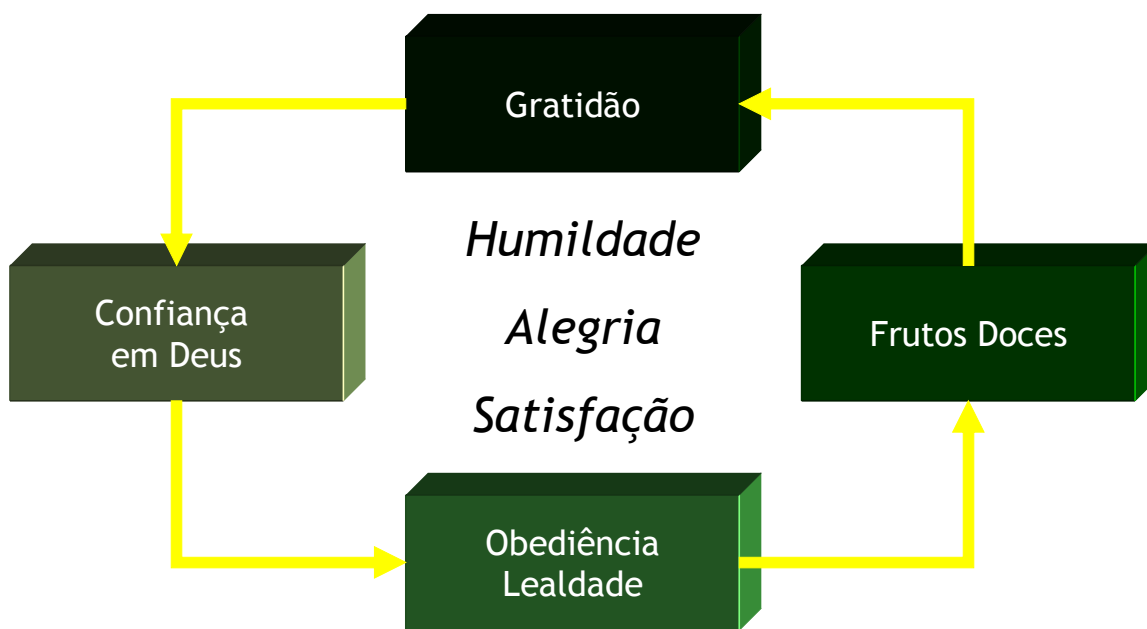 Gratidão
Humildade
Confiança
em Deus
Alegria
Frutos Doces
Satisfação
Obediência
Lealdade